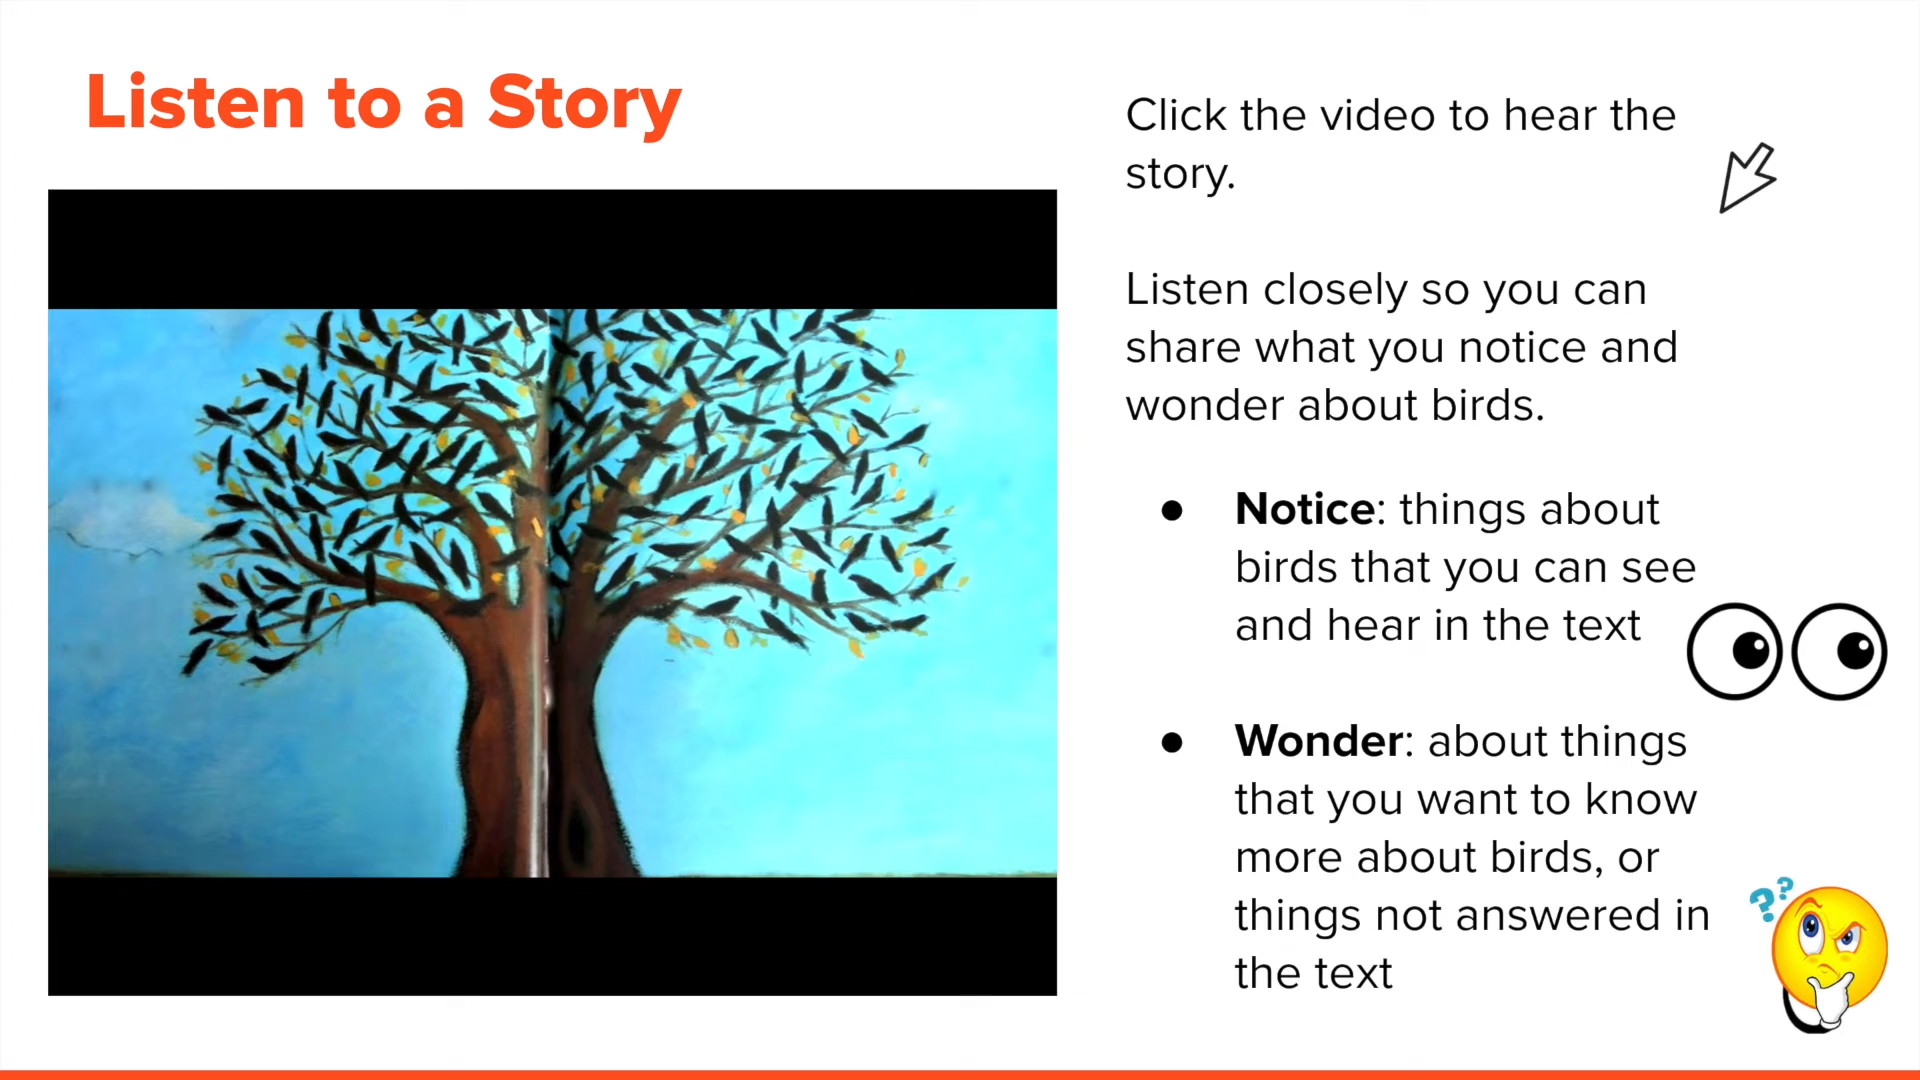 Listen to a Story
Click the video to hear the
story.
Listen closely so you can
share what you notice and
wonder about birds.
● Notice: things about
birds that you can see
and hear in the text
● Wonder: about things
that you want to know
more about birds, or
things not answered in
the text
??